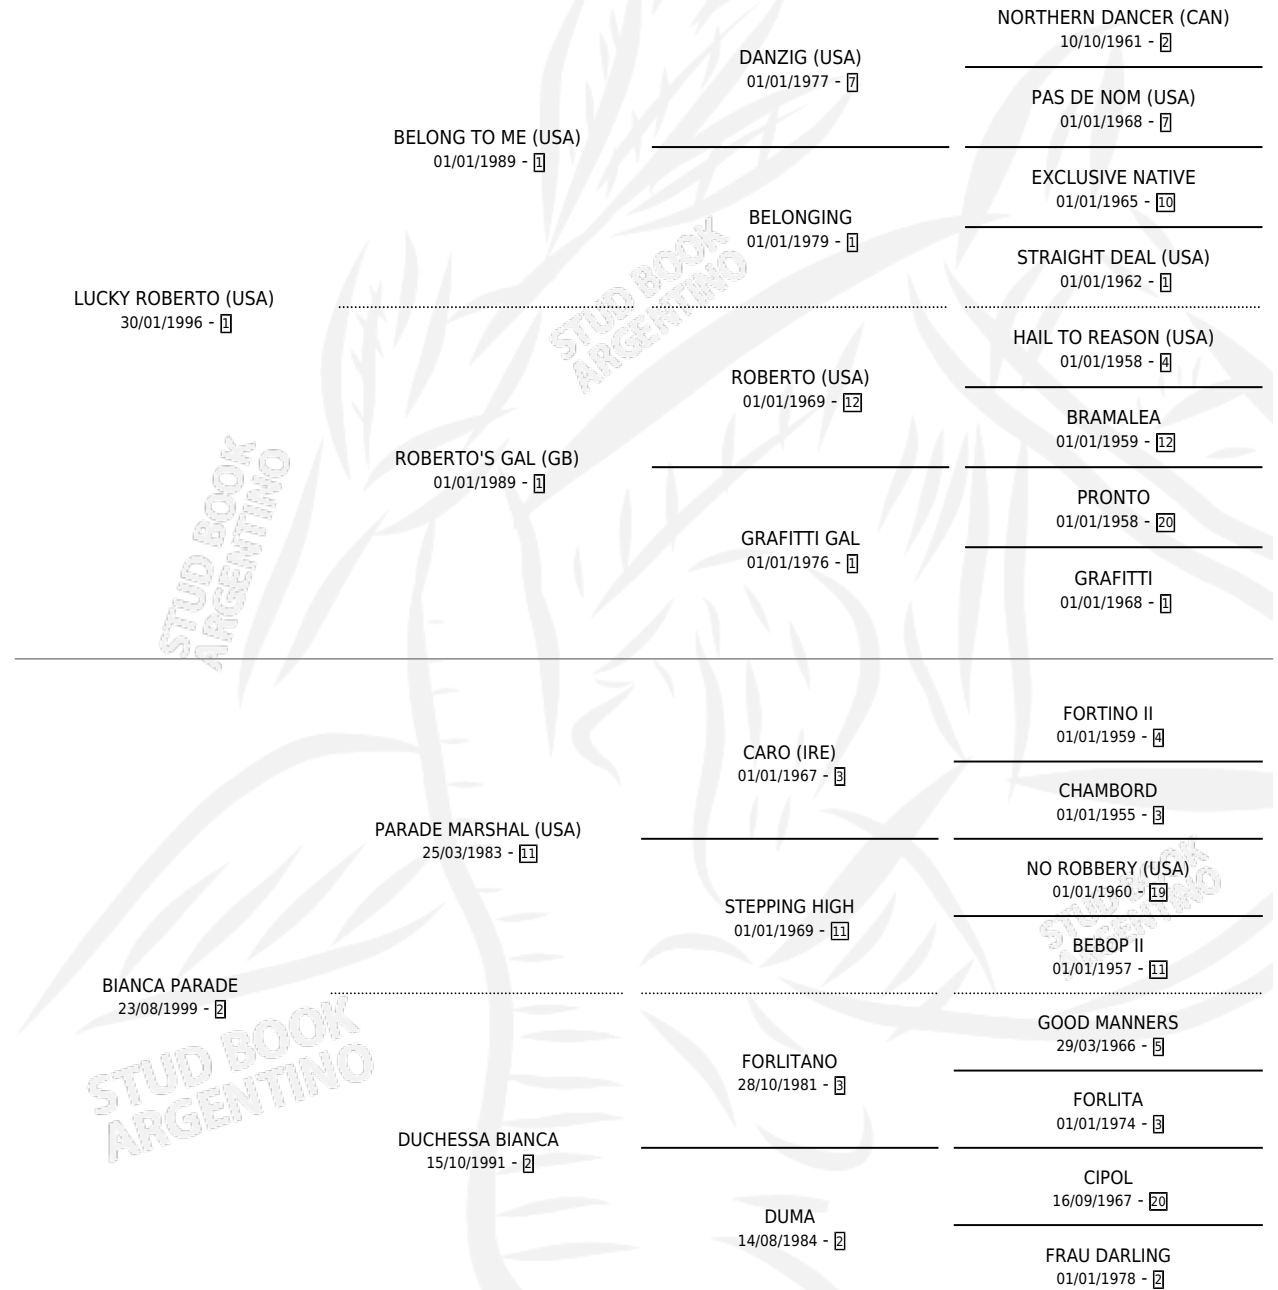 NORTHERN DANCER (CAN)
10/10/1961 - 2
DANZIG (USA)
01/01/1977 - 7
PAS DE NOM (USA)
01/01/1968 - 7
BELONG TO ME (USA)
01/01/1989 - 1
EXCLUSIVE NATIVE
01/01/1965 - 10
BELONGING
01/01/1979 - 1
STRAIGHT DEAL (USA)
01/01/1962 - 1
LUCKY ROBERTO (USA)
30/01/1996 - 1
STUD BOOK
ARGENTINO
HAIL TO REASON (USA)
01/01/1958 - 4
ROBERTO (USA)
01/01/1969 - 12
BRAMALEA
01/01/1959 - 12
ROBERTO'S GAL (GB)
01/01/1989 - 1
PRONTO
01/01/1958 - 20
GRAFITTI GAL
01/01/1976 - 1
GRAFITTI
01/01/1968 - 1
STUD BOOK
ARGENTINO
FORTINO II
01/01/1959 - 4
CARO (IRE)
01/01/1967 - 3
CHAMBORD
01/01/1955 - 3
PARADE MARSHAL (USA)
25/03/1983 - 11
NO ROBBERY (USA)
01/01/1960 - 19
STEPPING HIGH
01/01/1969 - 11
STUD BOOK
ARGENTINO
BEBOP II
01/01/1957 - 11
BIANCA PARADE
23/08/1999 - 2
GOOD MANNERS
29/03/1966 - 5
STUD BOOK
ARGENTINO
FORLITANO
28/10/1981 - 3
FORLITA
01/01/1974 - 3
DUCHESSA BIANCA
15/10/1991 - 2
CIPOL
16/09/1967 - 20
DUMA
14/08/1984 - 2
FRAU DARLING
01/01/1978 - 2